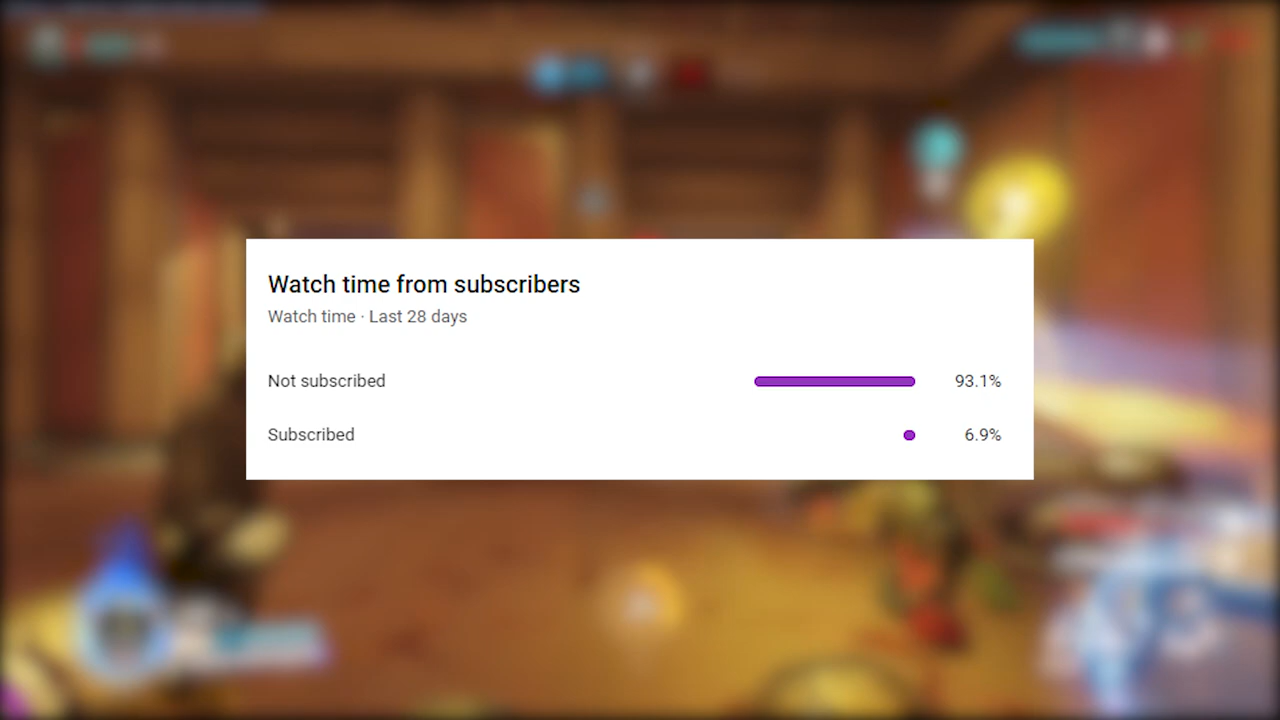 Watch time from subscribers
Watch time · Last 28 days
Not subscribed 93.1%
Subscribed 6.9%